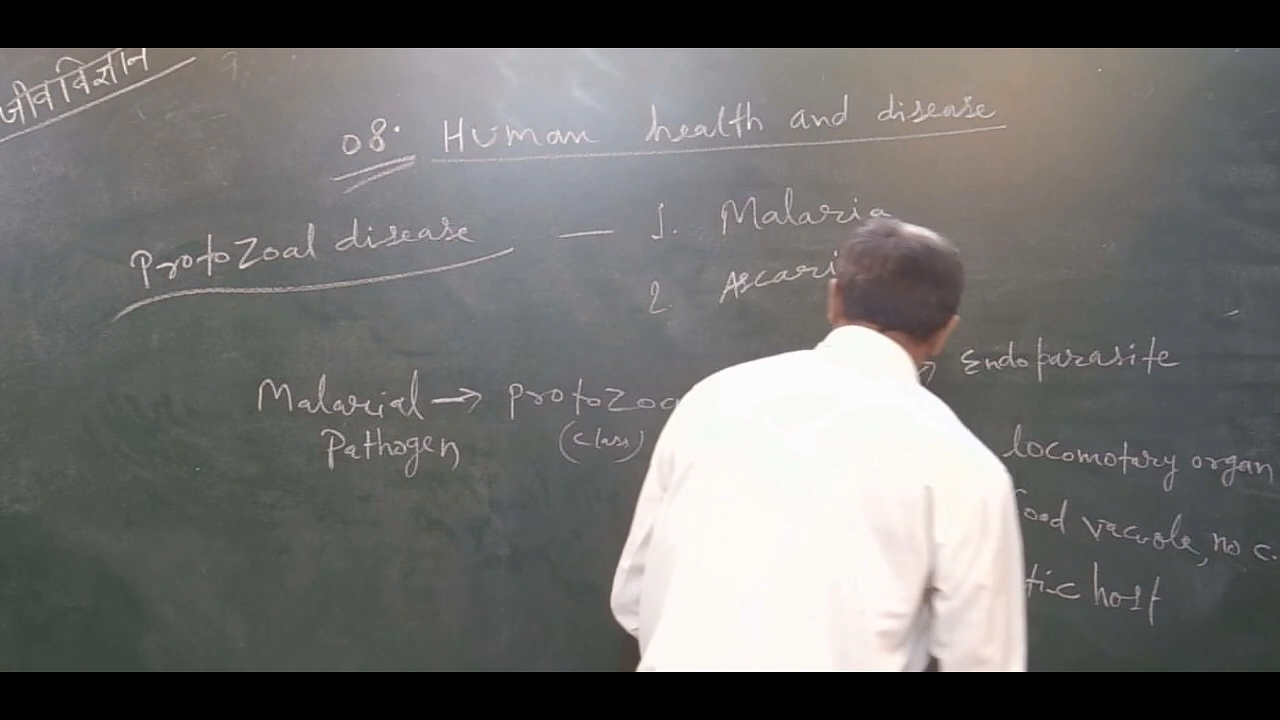 जीवविज्ञान
08. Human health and disease
Protozoal disease — 1. Malaria
2. Ascari
Endoparasite
Malarial → Protozoa
Pathogen (class)
locomotory organ
food vacuole, no c.
host